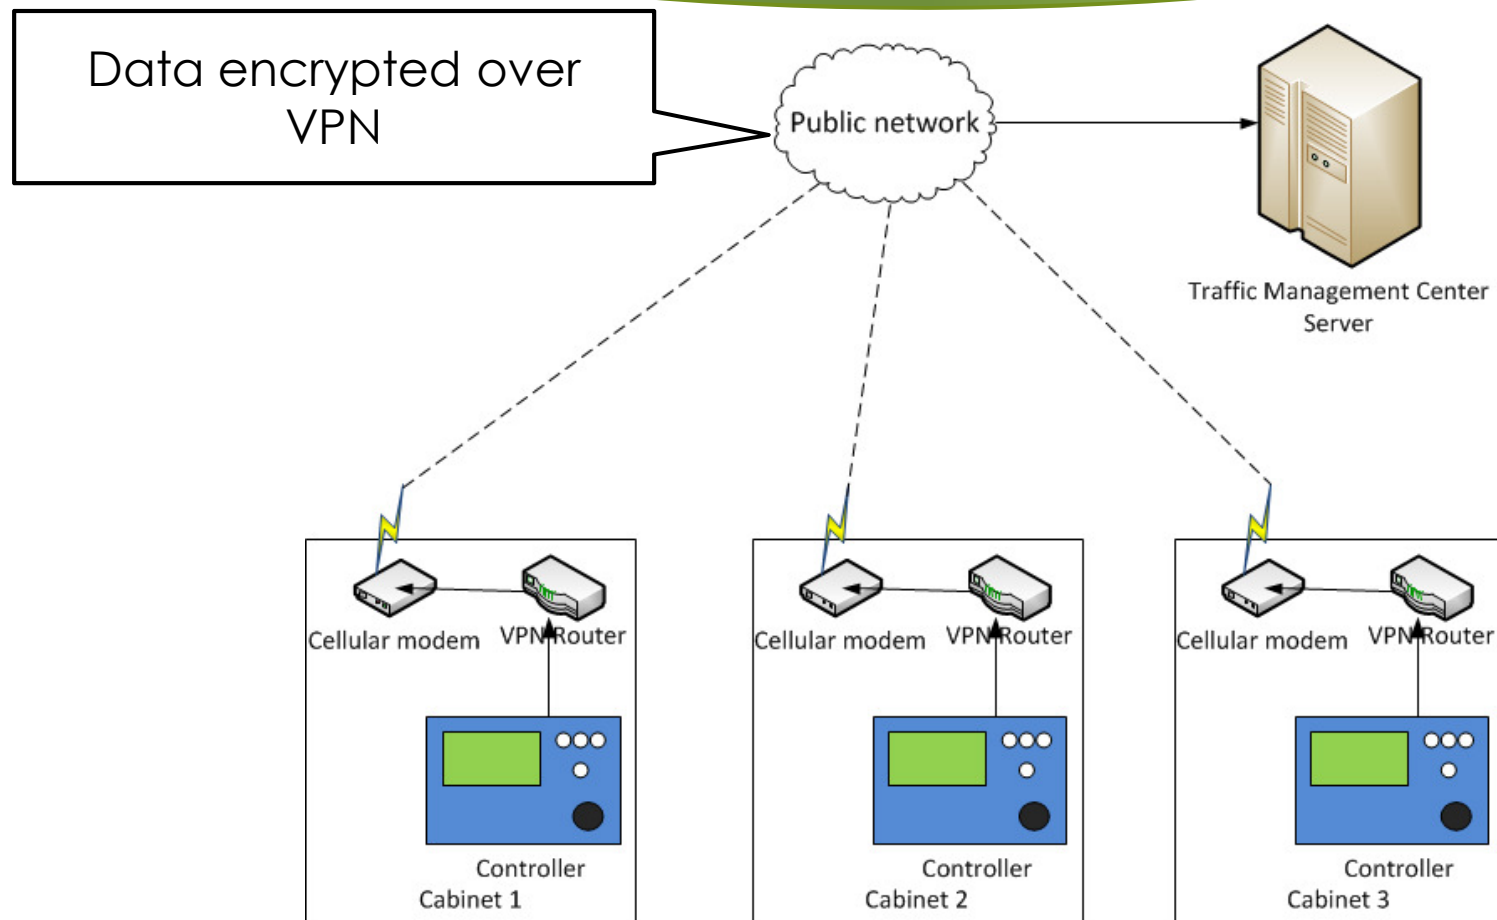 Data encrypted over
VPN
Public network
Traffic Management Center
Server
Cellular modem
VPN Router
Controller
Cabinet 1
Cellular modem
VPN Router
Controller
Cabinet 2
Cellular modem
VPN Router
Controller
Cabinet 3